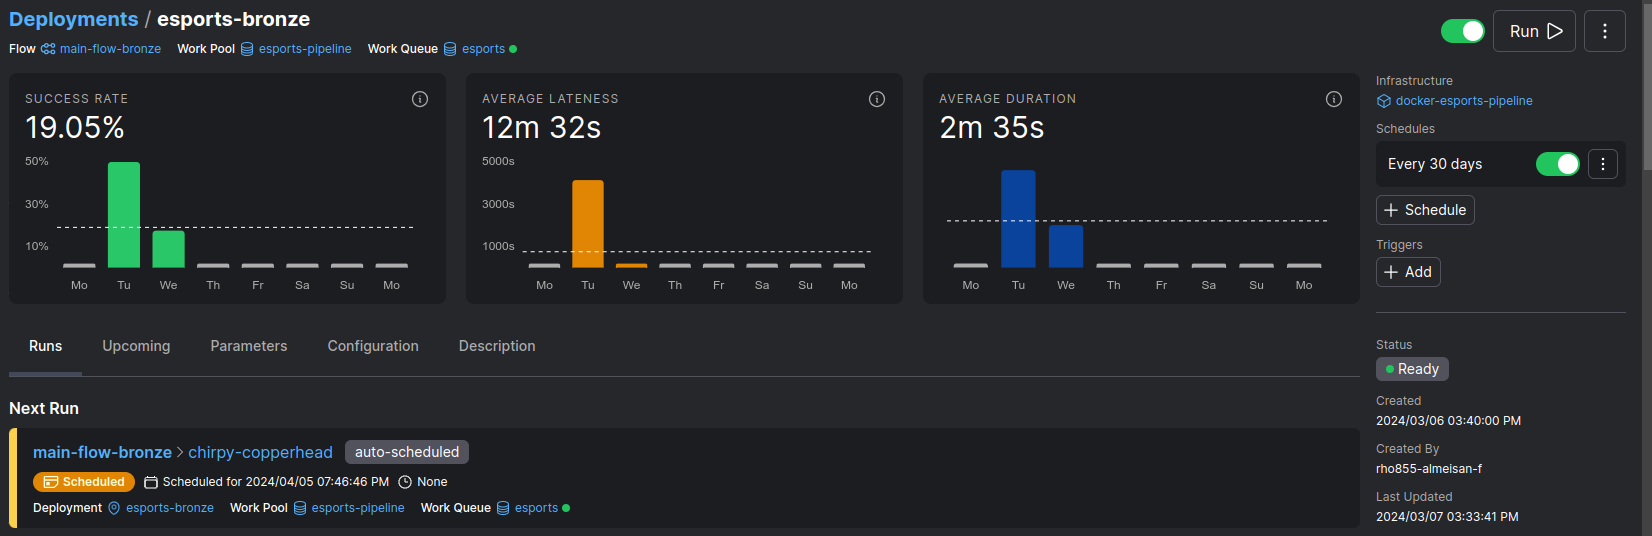 Deployments / esports-bronze
Flow main-flow-bronze Work Pool esports-pipeline Work Queue esports
Run
SUCCESS RATE
19.05%
50%
30%
10%
Mo Tu We Th Fr Sa Su Mo
AVERAGE LATENESS
12m 32s
5000s
3000s
1000s
Mo Tu We Th Fr Sa Su Mo
AVERAGE DURATION
2m 35s
Mo Tu We Th Fr Sa Su Mo
Runs Upcoming Parameters Configuration Description
Next Run
main-flow-bronze > chirpy-copperhead auto-scheduled
Scheduled Scheduled for 2024/04/05 07:46:46 PM None
Deployment esports-bronze Work Pool esports-pipeline Work Queue esports
Infrastructure
docker-esports-pipeline
Schedules
Every 30 days
+ Schedule
Triggers
+ Add
Status
Ready
Created
2024/03/06 03:40:00 PM
Created By
rho855-almeisan-f
Last Updated
2024/03/07 03:33:41 PM